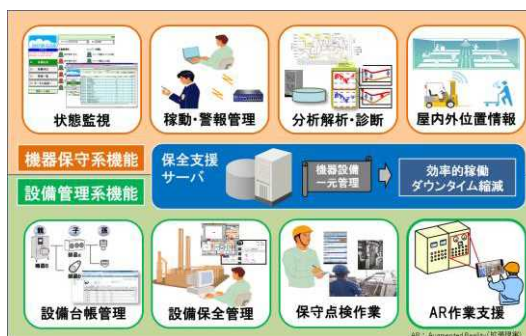 状態監視
稼動・警報管理
分析解析・診断
屋内外位置情報
機器保守系機能
設備管理系機能
保全支援
サーバ
機器設備
一元管理
効率的稼働
ダウンタイム縮減
親
子
設備台帳管理
設備保全管理
保守点検作業
AR作業支援
AR : Augmented Reality(拡張現実)